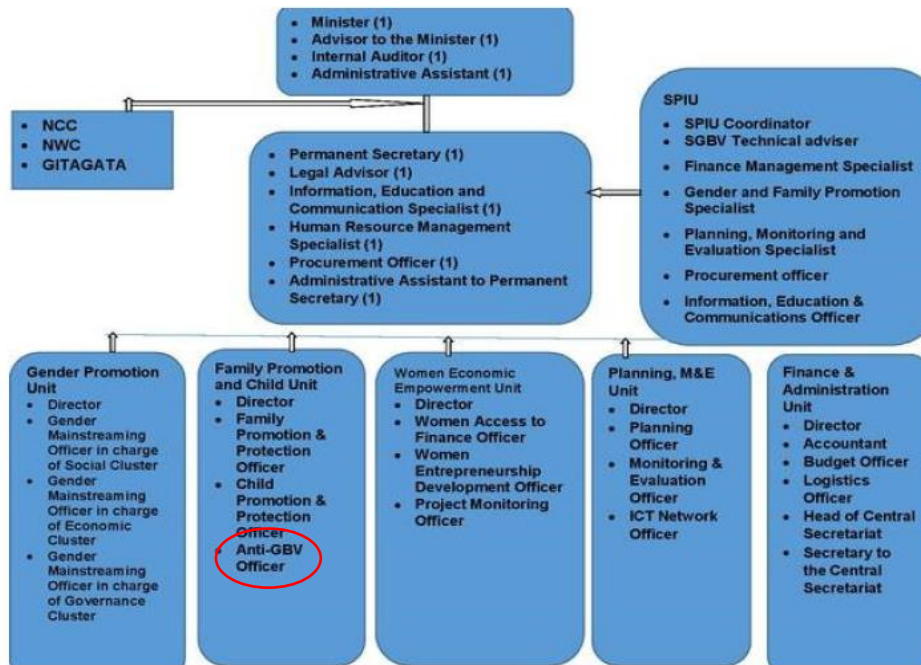 • Minister (1)
• Advisor to the Minister (1)
• Internal Auditor (1)
• Administrative Assistant (1)
• NCC
• NWC
• GITAGATA
• Permanent Secretary (1)
• Legal Advisor (1)
• Information, Education and
Communication Specialist (1)
• Human Resource Management
Specialist (1)
• Procurement Officer (1)
• Administrative Assistant to Permanent
Secretary (1)
SPIU
• SPIU Coordinator
• SGBV Technical adviser
• Finance Management Specialist
• Gender and Family Promotion
Specialist
• Planning, Monitoring and
Evaluation Specialist
• Procurement officer
• Information, Education &
Communications Officer
Gender Promotion
Unit
• Director
• Gender
Mainstreaming
Officer in charge
of Social Cluster
• Gender
Mainstreaming
Officer in charge
of Economic
Cluster
• Gender
Mainstreaming
Officer in charge
of Governance
Cluster
Family Promotion
and Child Unit
• Director
• Family
Promotion &
Protection
Officer
• Child
Promotion &
Protection
Officer
• Anti-GBV
Officer
Women Economic
Empowerment Unit
• Director
• Women Access to
Finance Officer
• Women
Entrepreneurship
Development Officer
• Project Monitoring
Officer
Planning, M&E
Unit
• Director
• Planning
Officer
• Monitoring &
Evaluation
Officer
• ICT Network
Officer
Finance &
Administration
Unit
• Director
• Accountant
• Budget Officer
• Logistics
Officer
• Head of Central
Secretariat
• Secretary to
the Central
Secretariat